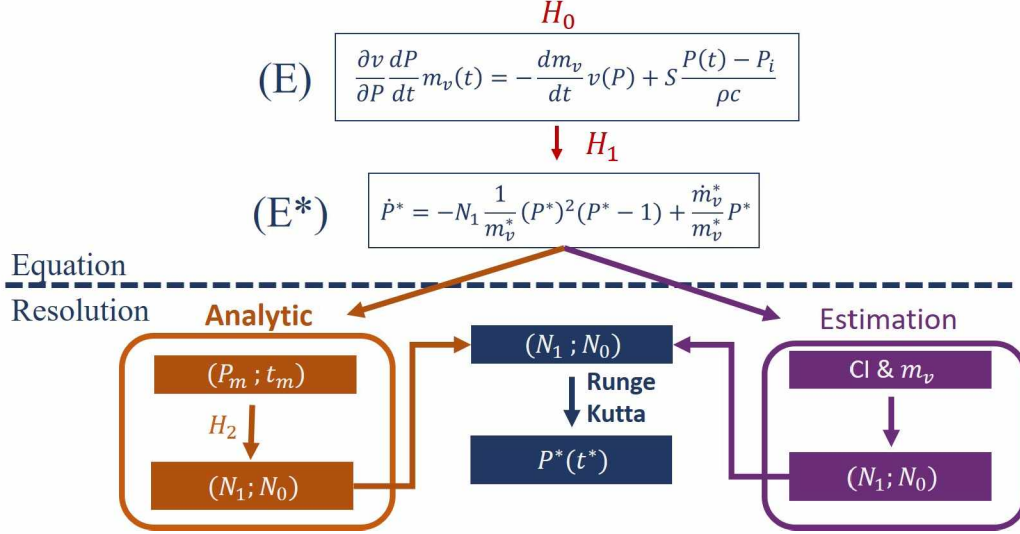 H₀
(E) ∂v/∂P dP/dt m_v(t) = − dm_v/dt v(P) + S (P(t) − P_i)/ρc
H₁
(E*) Ṗ* = −N₁ 1/m_v* (P*)²(P* − 1) + ṁ_v*/m_v* P*
Equation
Resolution
Analytic
Estimation
(P_m ; t_m)
(N₁ ; N₀)
CI & m_v
H₂
Runge
Kutta
(N₁; N₀)
P*(t*)
(N₁; N₀)